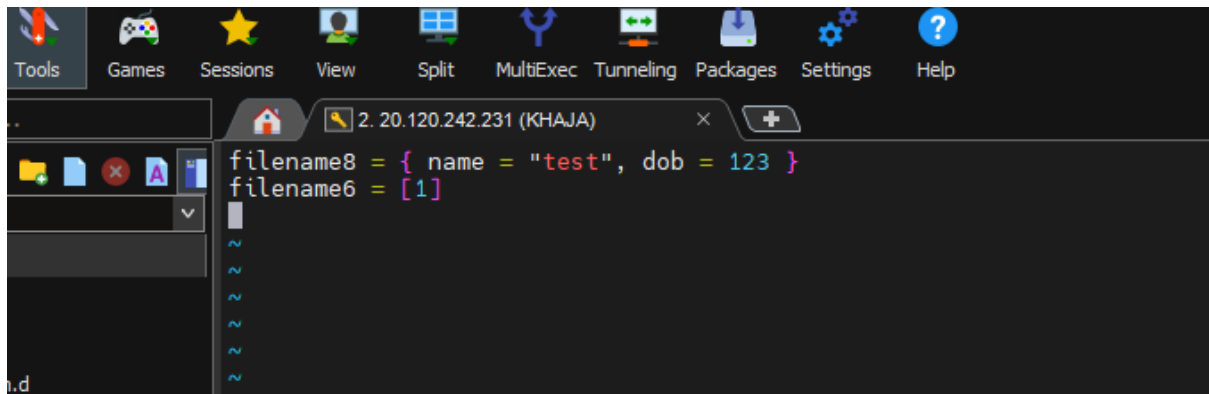 Tools Games Sessions View Split MultiExec Tunneling Packages Settings Help
.. 2. 20.120.242.231 (KHAJA)
filename8 = { name = "test", dob = 123 }
filename6 = [1]
~
~
~
~
~
~